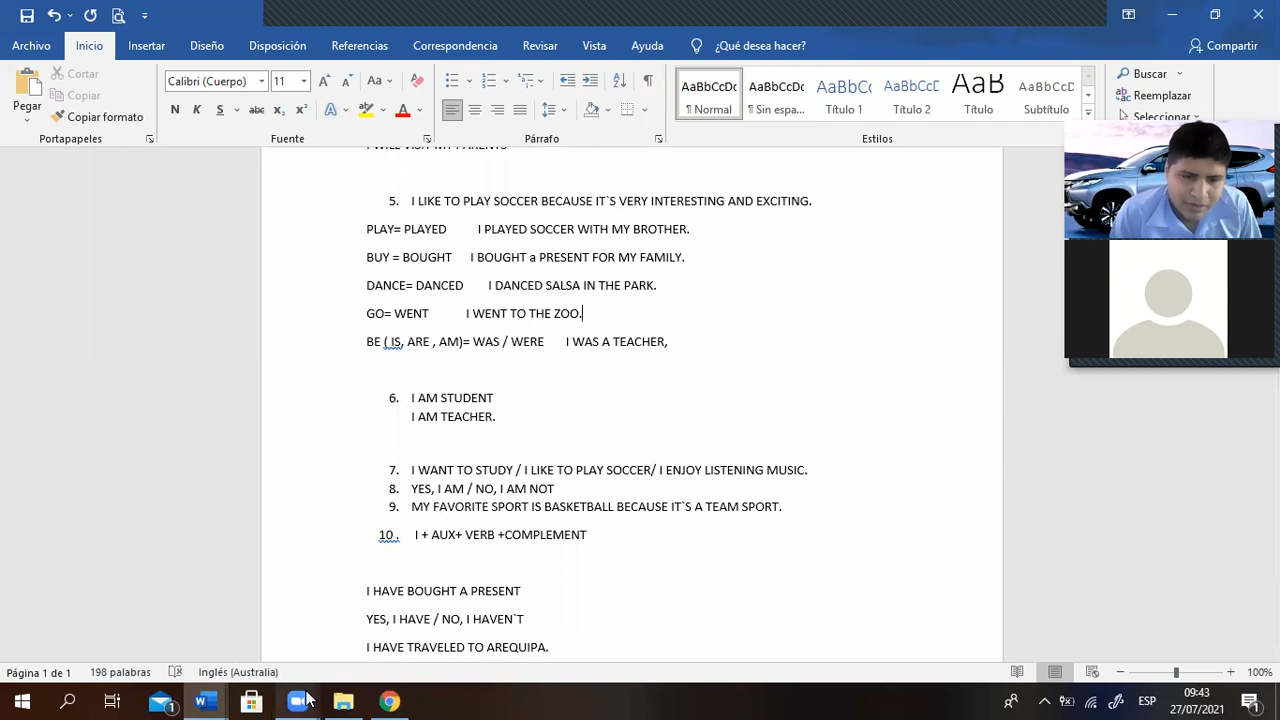 Archivo Inicio Insertar Diseño Disposición Referencias Correspondencia Revisar Vista Ayuda ¿Qué desea hacer? Compartir
Pegar
Cortar
Copiar
Copiar formato
Calibri (Cuerpo) 11
N K S abc X₂ X²
AaBbCcDc AaBbCcDc AaBbCcD AaBbCcD AaB AaBbCcD
¶ Normal ¶ Sin espa... Título 1 Título 2 Título Subtítulo
Buscar
Reemplazar
Seleccionar
Portapapeles Fuente Párrafo Estilos
I WILL VISIT MY PARENTS
5. I LIKE TO PLAY SOCCER BECAUSE IT`S VERY INTERESTING AND EXCITING.
PLAY= PLAYED I PLAYED SOCCER WITH MY BROTHER.
BUY = BOUGHT I BOUGHT a PRESENT FOR MY FAMILY.
DANCE= DANCED I DANCED SALSA IN THE PARK.
GO= WENT I WENT TO THE ZOO.
BE ( IS, ARE , AM)= WAS / WERE I WAS A TEACHER,
6. I AM STUDENT
I AM TEACHER.
7. I WANT TO STUDY / I LIKE TO PLAY SOCCER/ I ENJOY LISTENING MUSIC.
8. YES, I AM / NO, I AM NOT
9. MY FAVORITE SPORT IS BASKETBALL BECAUSE IT`S A TEAM SPORT.
10 . I + AUX+ VERB +COMPLEMENT
I HAVE BOUGHT A PRESENT
YES, I HAVE / NO, I HAVEN`T
I HAVE TRAVELED TO AREQUIPA.
Página 1 de 1 198 palabras Inglés (Australia) 100%
ESP
09:43
27/07/2021